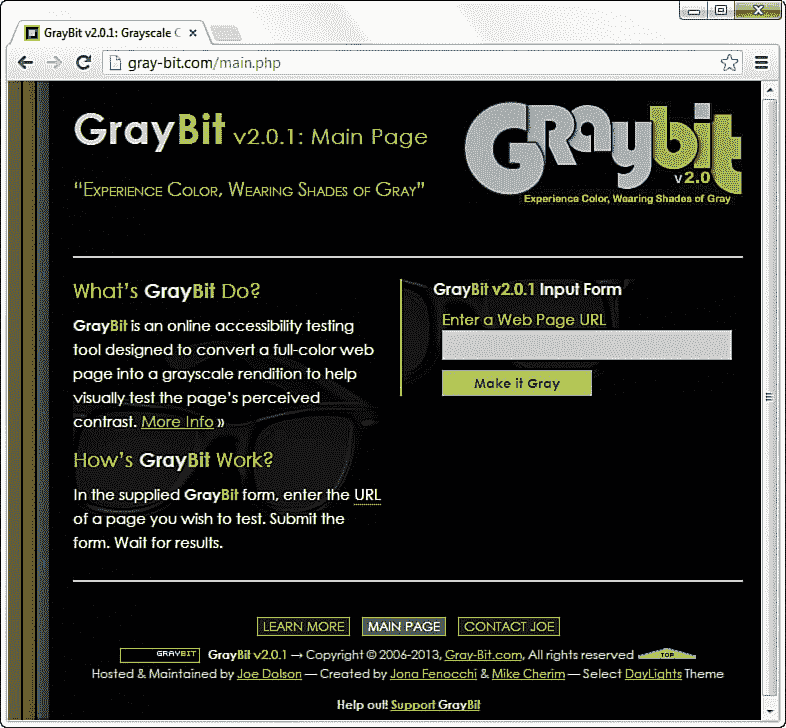 GrayBit v2.0.1: Grayscale C
gray-bit.com/main.php
GrayBit v2.0.1: Main Page
“Experience Color, Wearing Shades of Gray”
Graybit
v2.0
Experience Color, Wearing Shades of Gray
What’s GrayBit Do?
GrayBit is an online accessibility testing
tool designed to convert a full-color web
page into a grayscale rendition to help
visually test the page’s perceived
contrast. More Info »
How’s GrayBit Work?
In the supplied GrayBit form, enter the URL
of a page you wish to test. Submit the
form. Wait for results.
GrayBit v2.0.1 Input Form
Enter a Web Page URL
Make it Gray
LEARN MORE MAIN PAGE CONTACT JOE
GRAYBIT GrayBit v2.0.1 → Copyright © 2006-2013, Gray-Bit.com, All rights reserved TOP
Hosted & Maintained by Joe Dolson — Created by Jona Fenocchi & Mike Cherim — Select DayLights Theme
Help out! Support GrayBit